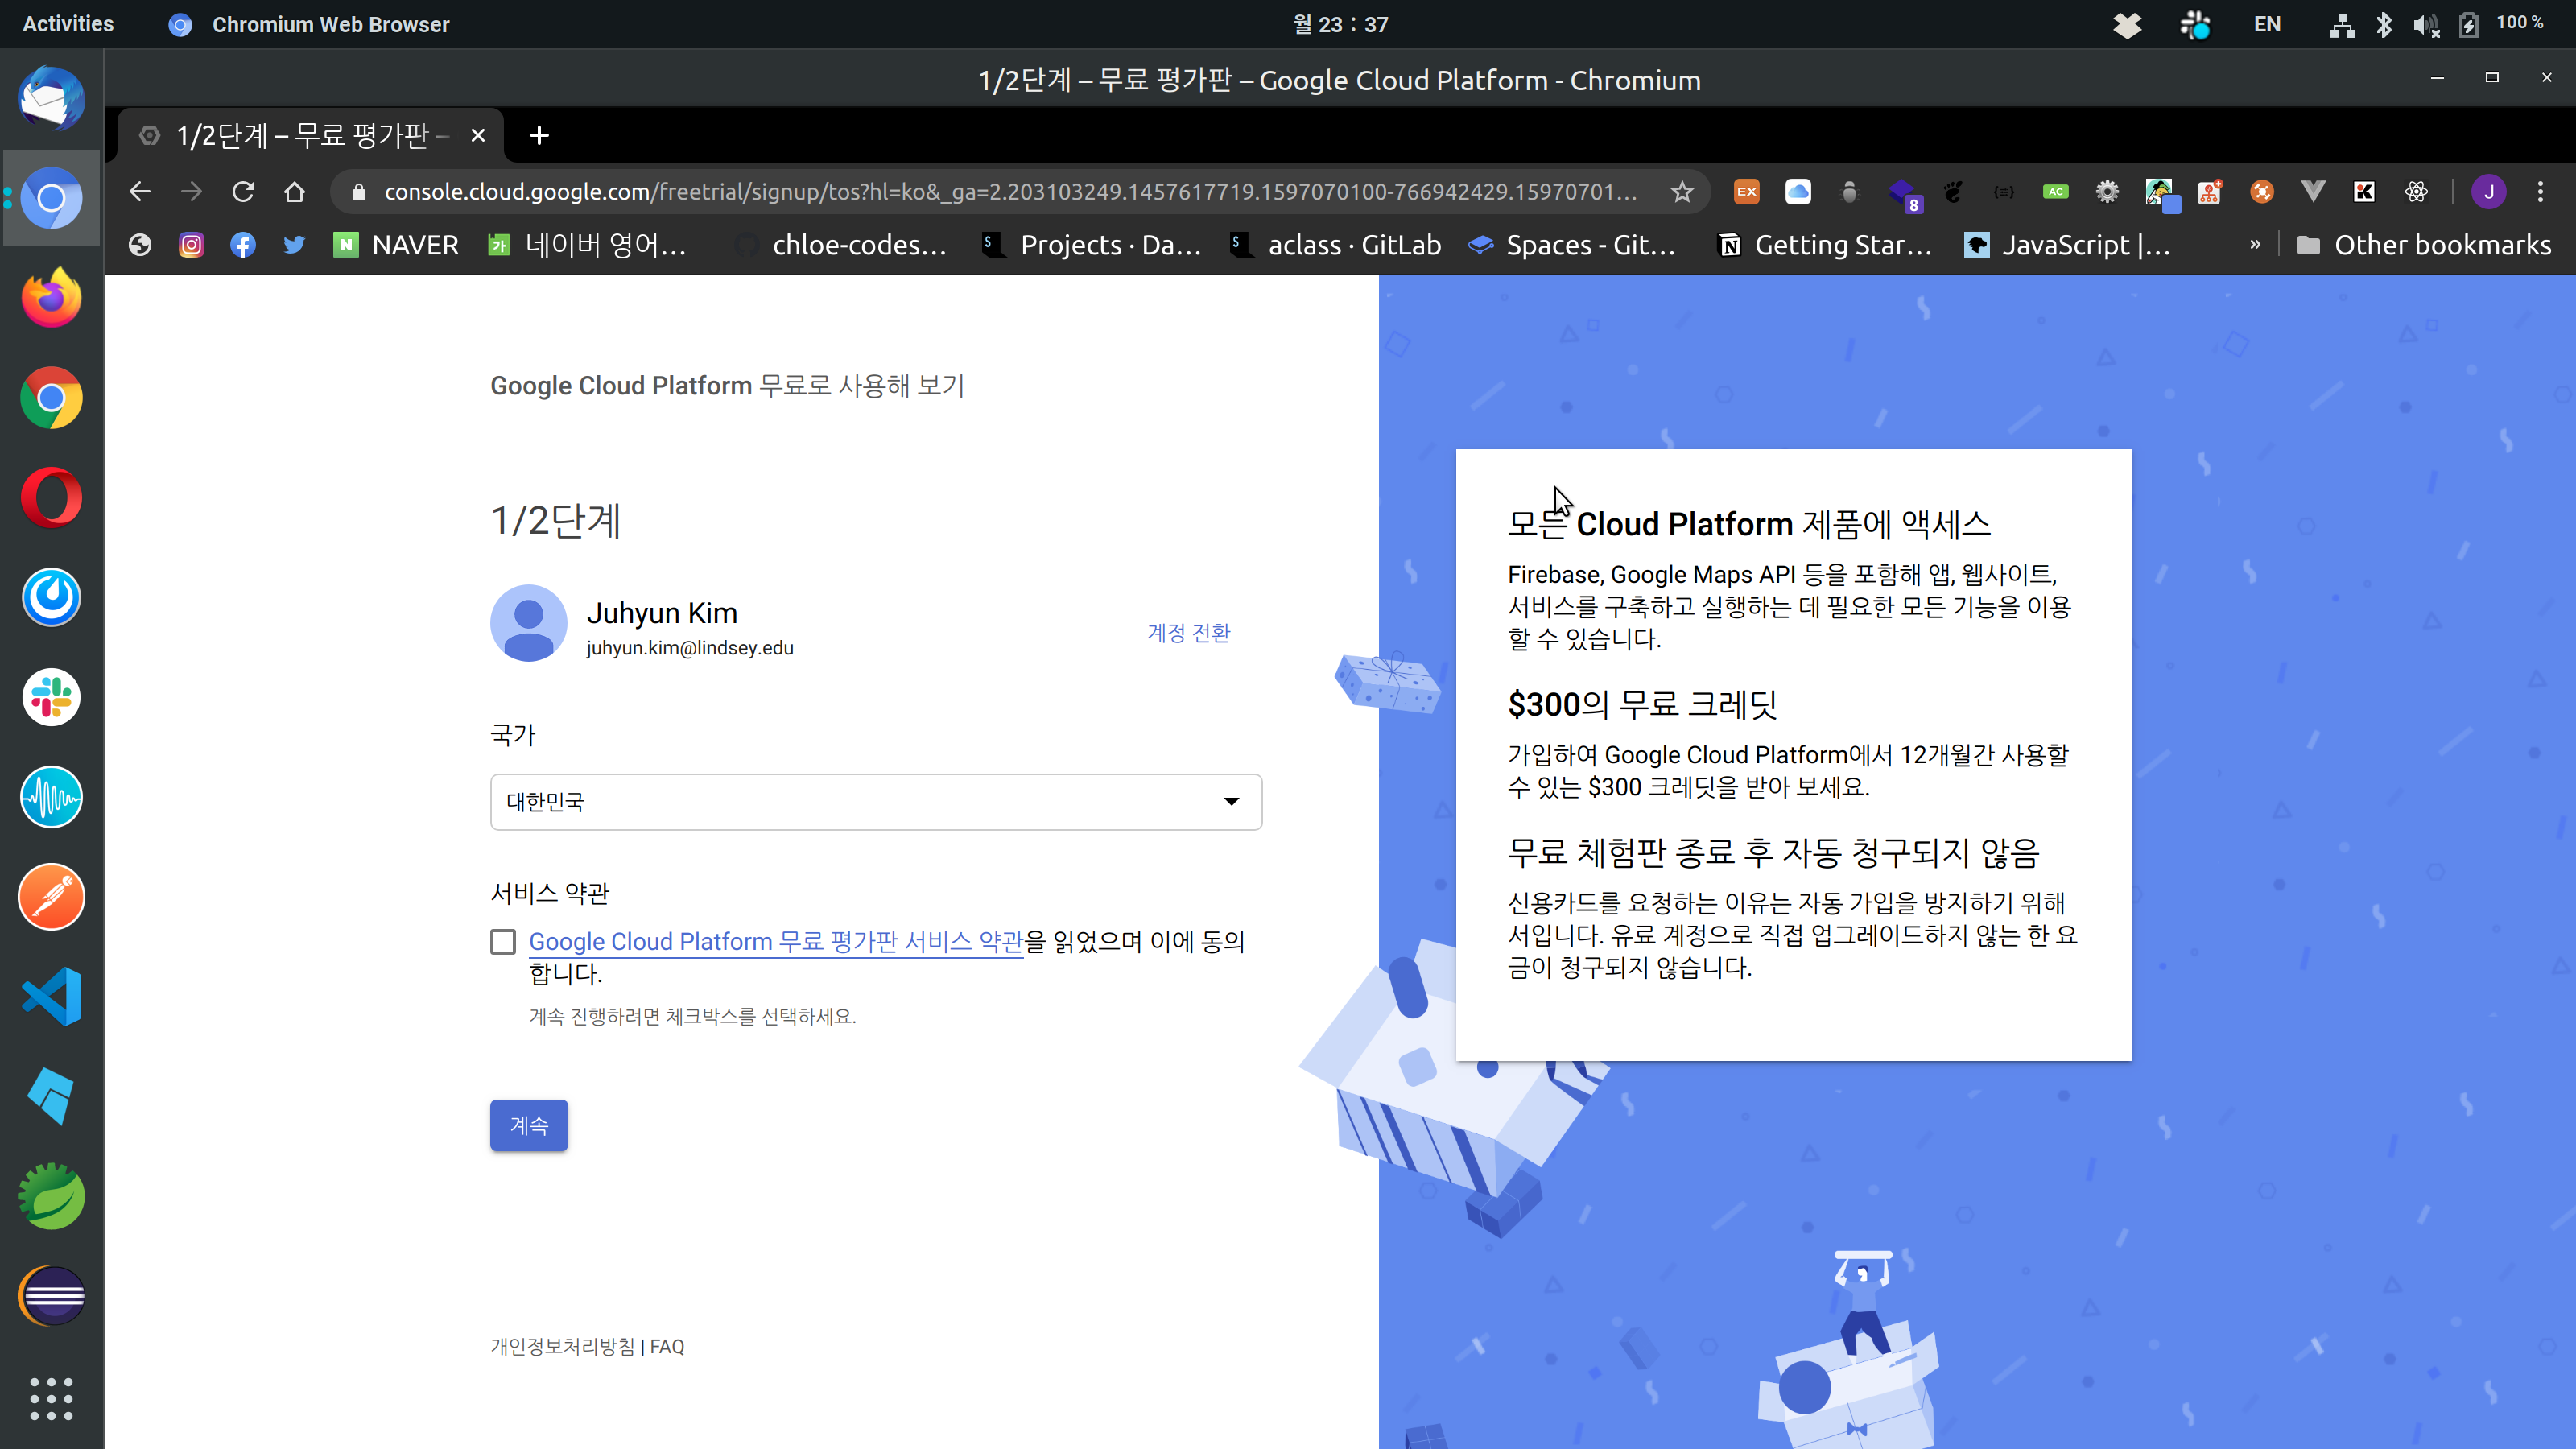 Activities
Chromium Web Browser
월 23 : 37
EN
100 %
1/2단계 – 무료 평가판 – Google Cloud Platform - Chromium
1/2단계 – 무료 평가판 –
console.cloud.google.com/freetrial/signup/tos?hl=ko&_ga=2.203103249.1457617719.1597070100-766942429.15970701...
EX
8
AC
J
N NAVER
가 네이버 영어...
chloe-codes...
S Projects · Da...
S aclass · GitLab
Spaces - Git...
N Getting Star...
JavaScript |...
»
Other bookmarks
Google Cloud Platform 무료로 사용해 보기
1/2단계
Juhyun Kim
juhyun.kim@lindsey.edu
계정 전환
국가
대한민국
서비스 약관
Google Cloud Platform 무료 평가판 서비스 약관을 읽었으며 이에 동의
합니다.
계속 진행하려면 체크박스를 선택하세요.
계속
개인정보처리방침 | FAQ
모든 Cloud Platform 제품에 액세스
Firebase, Google Maps API 등을 포함해 앱, 웹사이트,
서비스를 구축하고 실행하는 데 필요한 모든 기능을 이용
할 수 있습니다.
$300의 무료 크레딧
가입하여 Google Cloud Platform에서 12개월간 사용할
수 있는 $300 크레딧을 받아 보세요.
무료 체험판 종료 후 자동 청구되지 않음
신용카드를 요청하는 이유는 자동 가입을 방지하기 위해
서입니다. 유료 계정으로 직접 업그레이드하지 않는 한 요
금이 청구되지 않습니다.